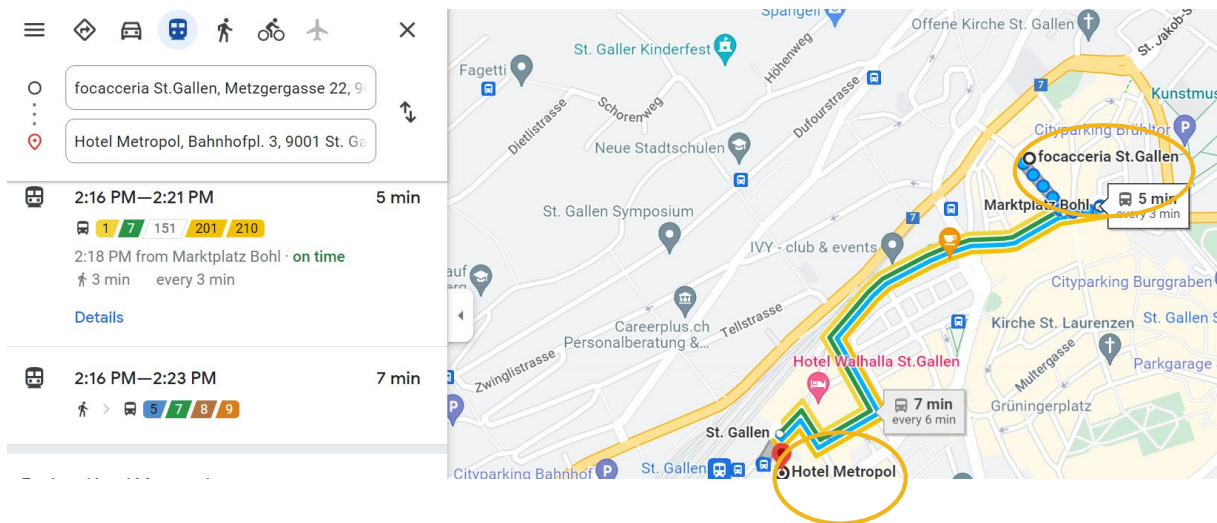 focacceria St.Gallen, Metzgergasse 22, 9
Hotel Metropol, Bahnhofpl. 3, 9001 St. Ga
2:16 PM—2:21 PM
5 min
1 7 151 201 210
2:18 PM from Marktplatz Bohl · on time
3 min every 3 min
Details
2:16 PM—2:23 PM
7 min
5 7 8 9
Spangeli
Offene Kirche St. Gallen
St. Jakob-S
St. Galler Kinderfest
Höhenweg
Fagetti
7
Kunstmus
Schorenweg
Dufourstrasse
Dietlistrasse
Cityparking Brühltor
P
Neue Stadtschulen
focacceria St.Gallen
5 min
every 3 min
Marktplatz Bohl
St. Gallen Symposium
7
IVY - club & events
auf
Cityparking Burggraben
Careerplus.ch
Personalberatung &...
Tellstrasse
Kirche St. Laurenzen
St. Gallen S
Zwinglistrasse
Hotel Walhalla St.Gallen
Multergasse
Parkgarage
P
7 min
every 6 min
Grüningerplatz
St. Gallen
Cityparking Bahnhof
P
St. Gallen
Hotel Metropol